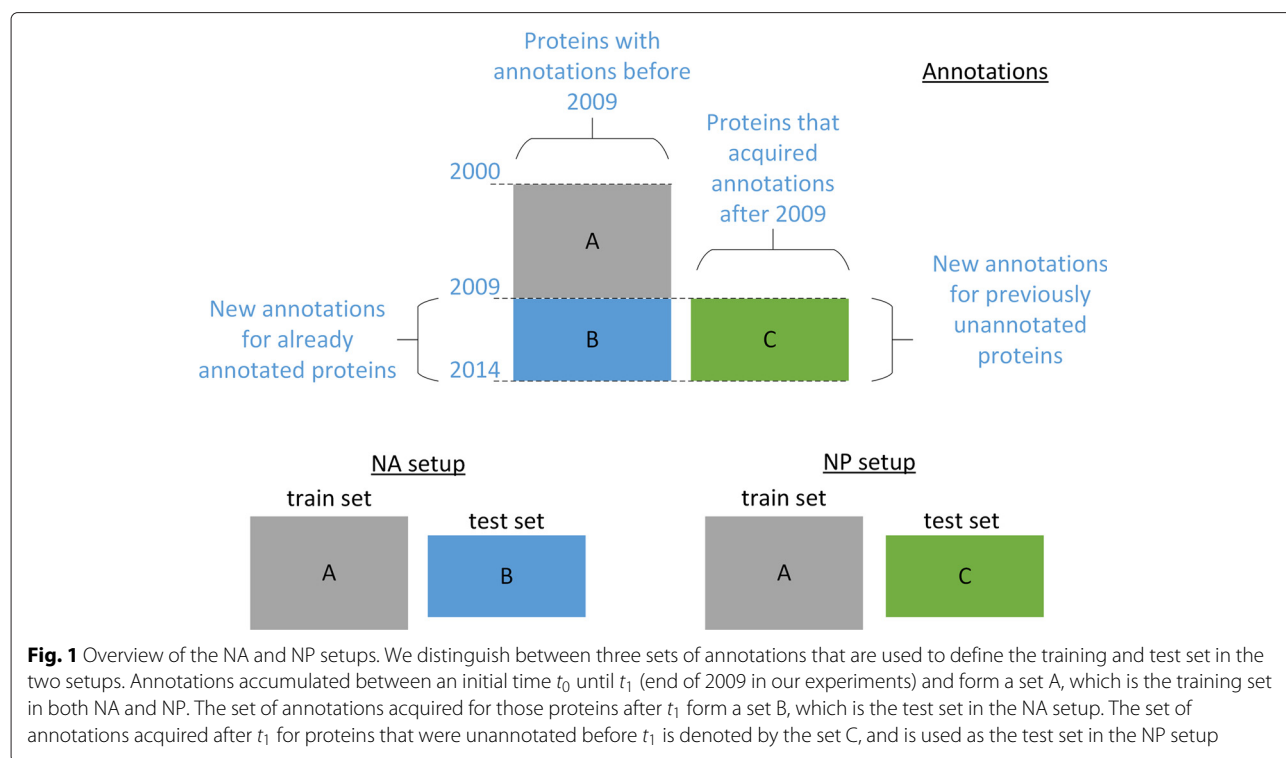 Proteins with
annotations before
2009
Annotations
Proteins that
acquired
annotations
after 2009
2000
A
2009
New annotations
for already
annotated proteins
B
C
New annotations
for previously
unannotated
proteins
2014
NA setup
train set
test set
A
B
NP setup
train set
test set
A
C
Fig. 1 Overview of the NA and NP setups. We distinguish between three sets of annotations that are used to define the training and test set in the
two setups. Annotations accumulated between an initial time t0 until t1 (end of 2009 in our experiments) and form a set A, which is the training set
in both NA and NP. The set of annotations acquired for those proteins after t1 form a set B, which is the test set in the NA setup. The set of
annotations acquired after t1 for proteins that were unannotated before t1 is denoted by the set C, and is used as the test set in the NP setup